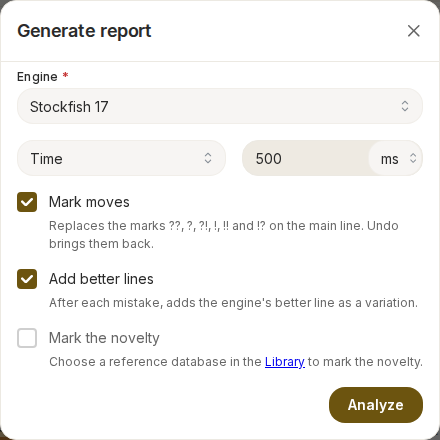 Generate report
Engine *
Stockfish 17
Time
500
ms
Mark moves
Replaces the marks ??, ?, ?!, !, !! and !? on the main line. Undo
brings them back.
Add better lines
After each mistake, adds the engine's better line as a variation.
Mark the novelty
Choose a reference database in the Library to mark the novelty.
Analyze